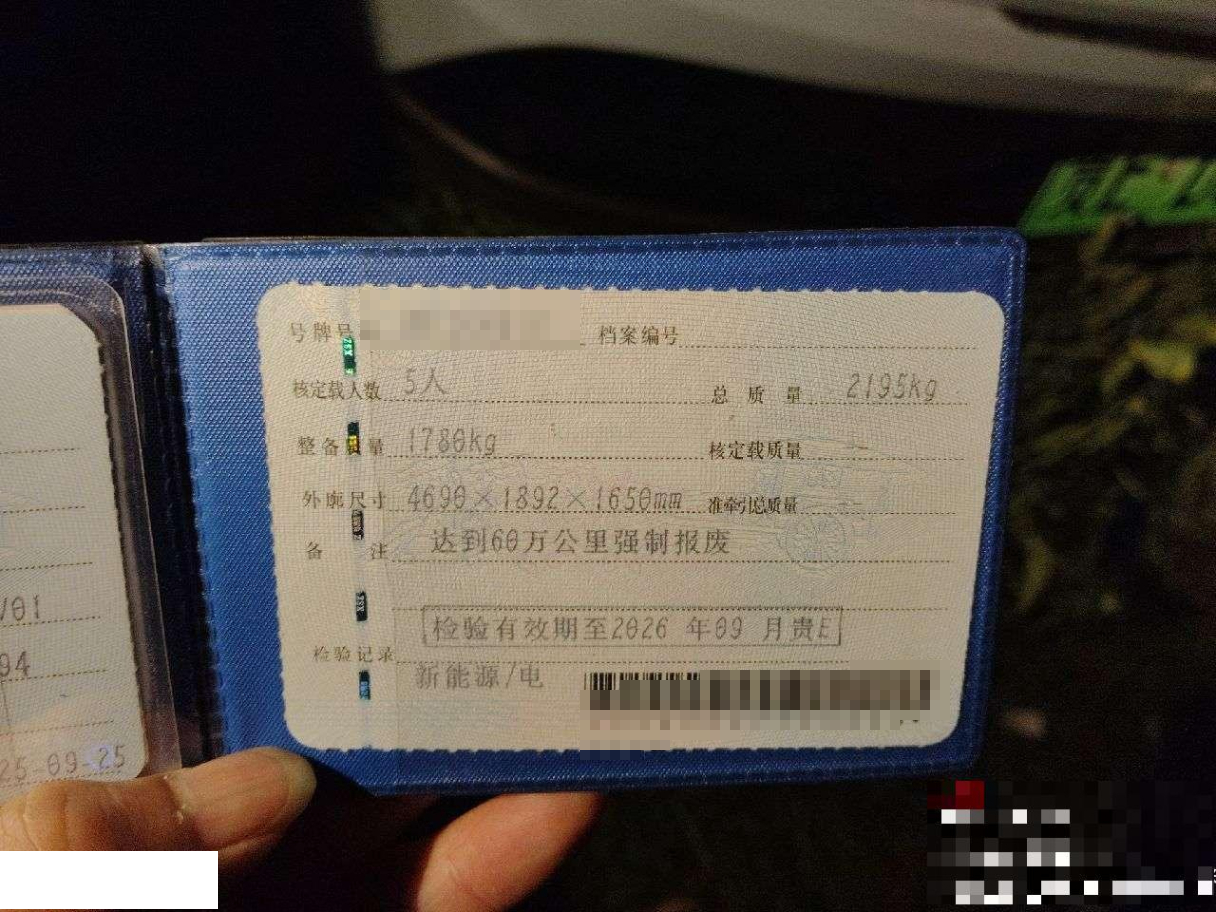 V01
94
25-09-25
号牌号
档案编号
核定载人数 5人
总质量 2195kg
整备质量 1780kg
核定载质量 --
外廓尺寸 4690×1892×1650mm
准牵引总质量 --
备注 达到60万公里强制报废
检验有效期至2026 年09 月贵E
检验记录
新能源/电